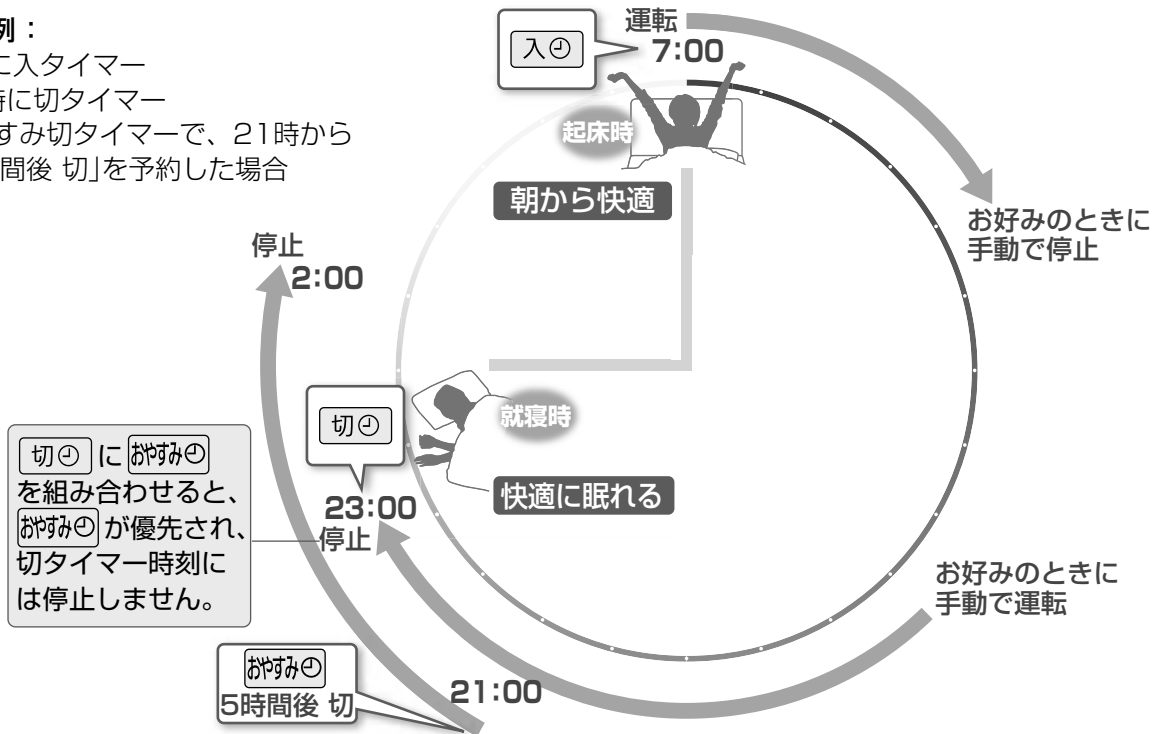 例：
に入タイマー
時に切タイマー
すみ切タイマーで、21時から
間後 切」を予約した場合
入
運転
7:00
起床時
朝から快適
お好みのときに
手動で停止
停止
2:00
切
就寝時
快適に眠れる
23:00
停止
切 に おやすみ
を組み合わせると、
おやすみ が優先され、
切タイマー時刻に
は停止しません。
お好みのときに
手動で運転
おやすみ
5時間後 切
21:00